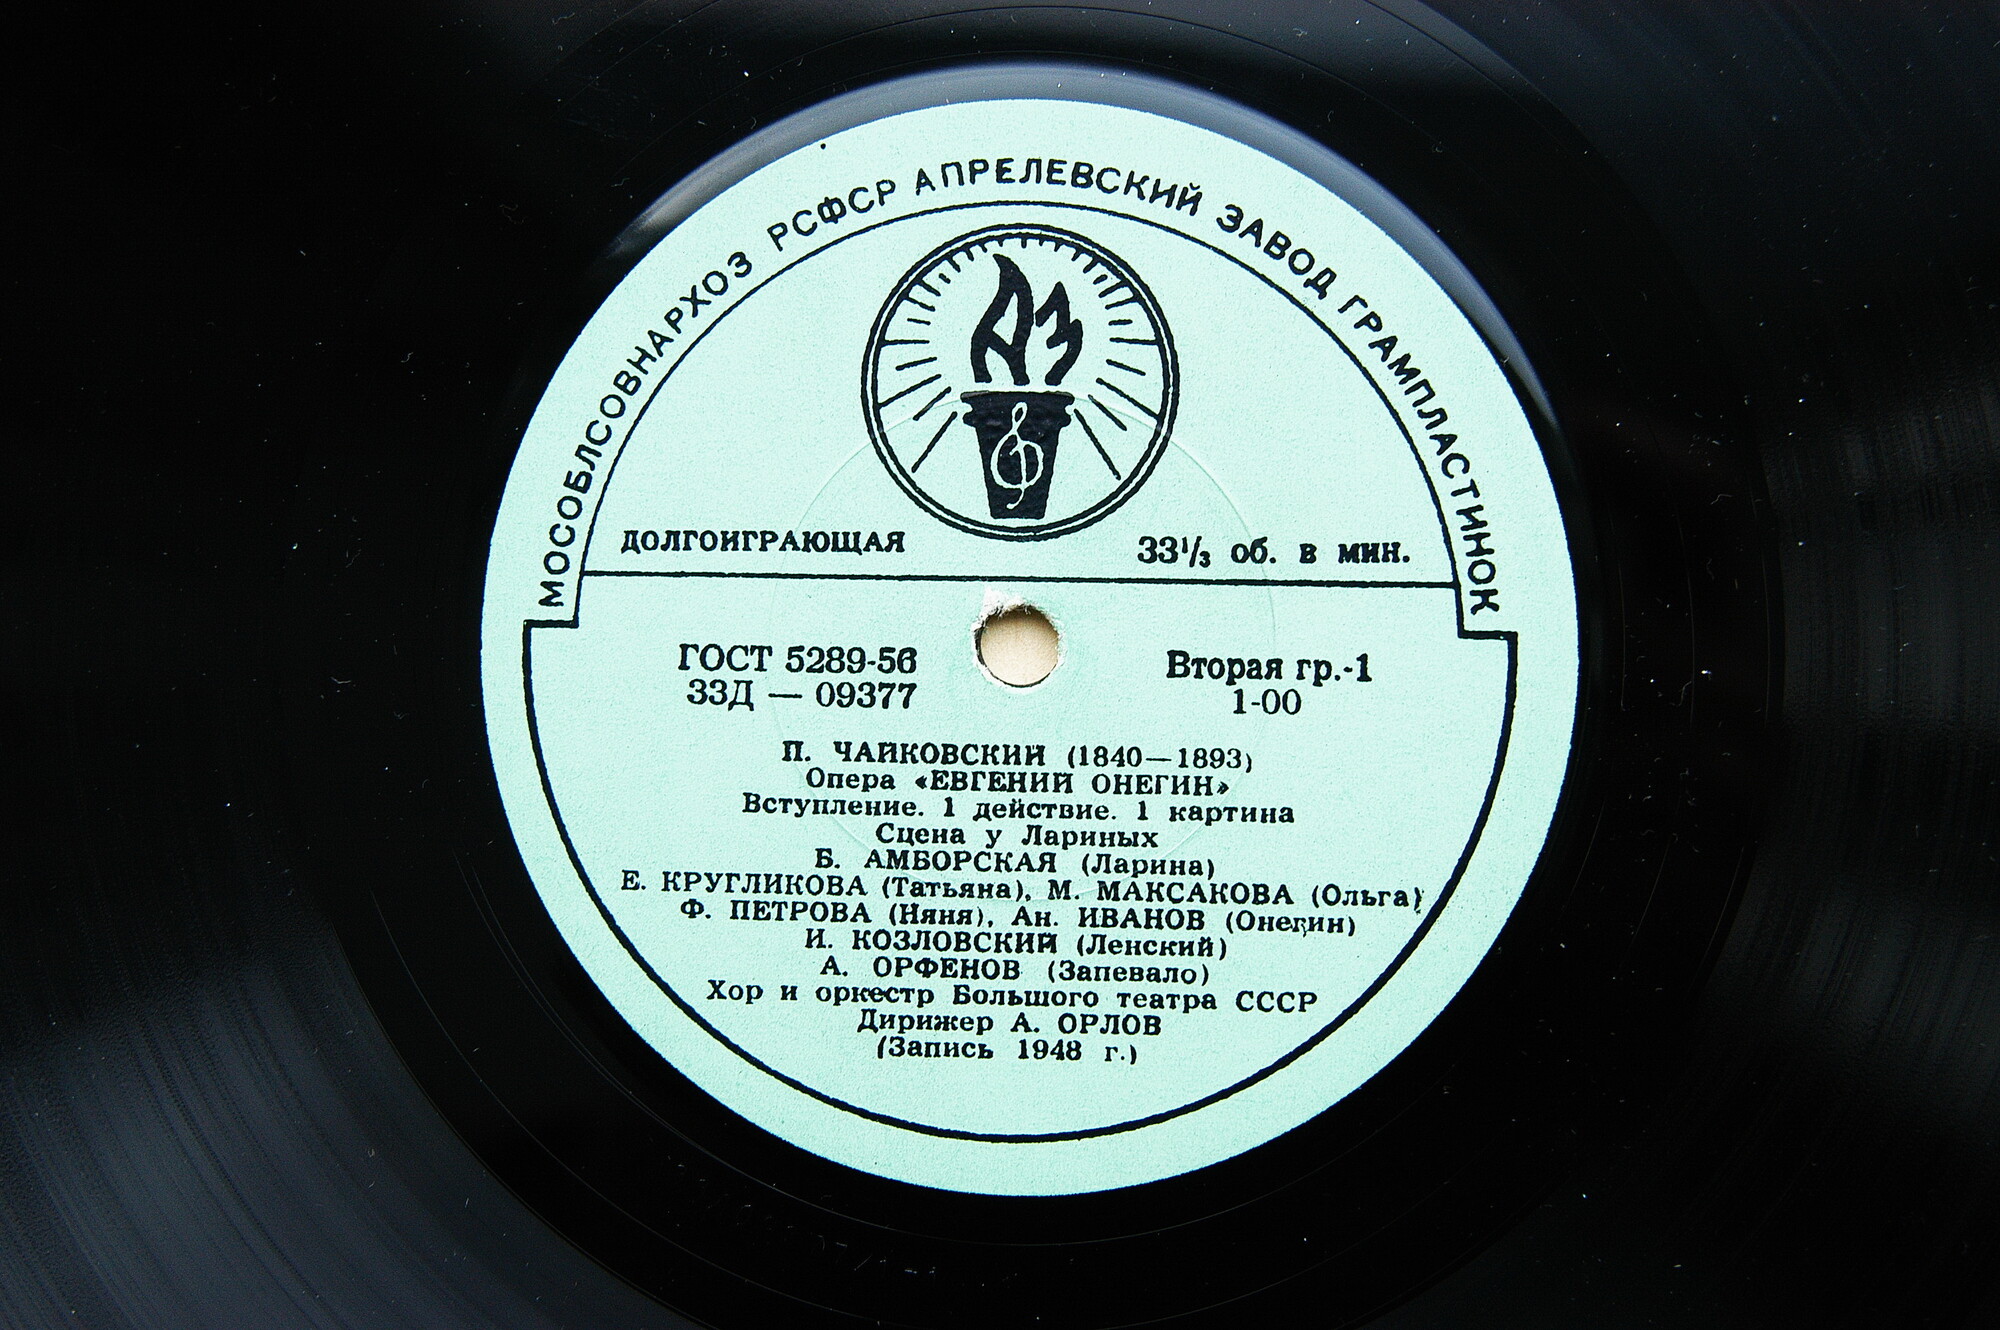 МОСОБЛСОВНАРХОЗ РСФСР АПРЕЛЕВСКИЙ ЗАВОД ГРАМПЛАСТИНОК
АЗ
ДОЛГОИГРАЮЩАЯ 33⅓ об. в мин.
ГОСТ 5289-56 Вторая гр.-1
33Д — 09377 1-00
П. ЧАЙКОВСКИЙ (1840—1893)
Опера «ЕВГЕНИЙ ОНЕГИН»
Вступление. 1 действие. 1 картина
Сцена у Лариных
Б. АМБОРСКАЯ (Ларина)
Е. КРУГЛИКОВА (Татьяна), М. МАКСАКОВА (Ольга)
Ф. ПЕТРОВА (Няня), Ан. ИВАНОВ (Онегин)
И. КОЗЛОВСКИЙ (Ленский)
А. ОРФЕНОВ (Запевало)
Хор и оркестр Большого театра СССР
Дирижер А. ОРЛОВ
(Запись 1948 г.)